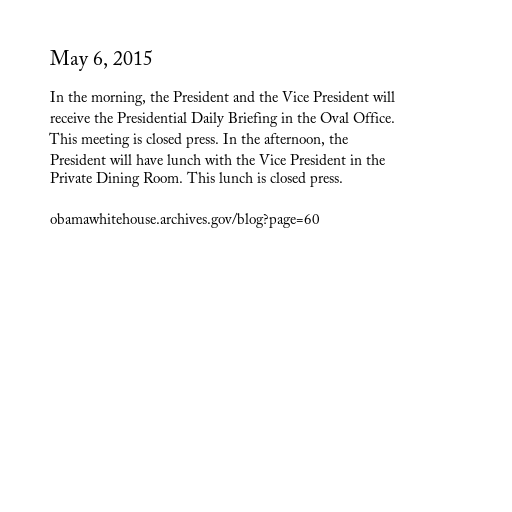 May 6, 2015
In the morning, the President and the Vice President will
receive the Presidential Daily Briefing in the Oval Office.
This meeting is closed press. In the afternoon, the
President will have lunch with the Vice President in the
Private Dining Room. This lunch is closed press.
obamawhitehouse.archives.gov/blog?page=60